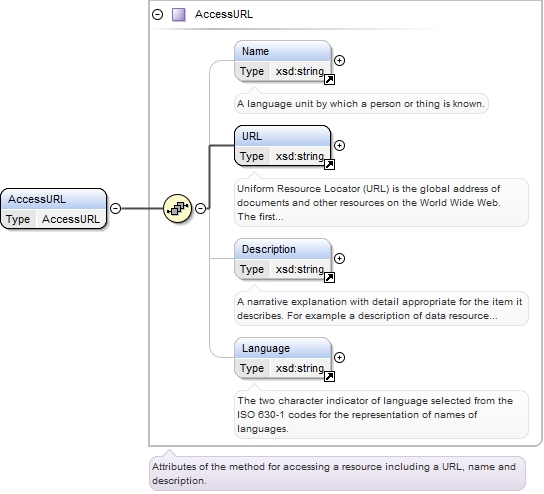 AccessURL
Name
Type xsd:string
A language unit by which a person or thing is known.
URL
Type xsd:string
Uniform Resource Locator (URL) is the global address of
documents and other resources on the World Wide Web.
The first...
AccessURL
Type AccessURL
Description
Type xsd:string
A narrative explanation with detail appropriate for the item it
describes. For example a description of data resource...
Language
Type xsd:string
The two character indicator of language selected from the
ISO 630-1 codes for the representation of names of
languages.
Attributes of the method for accessing a resource including a URL, name and
description.